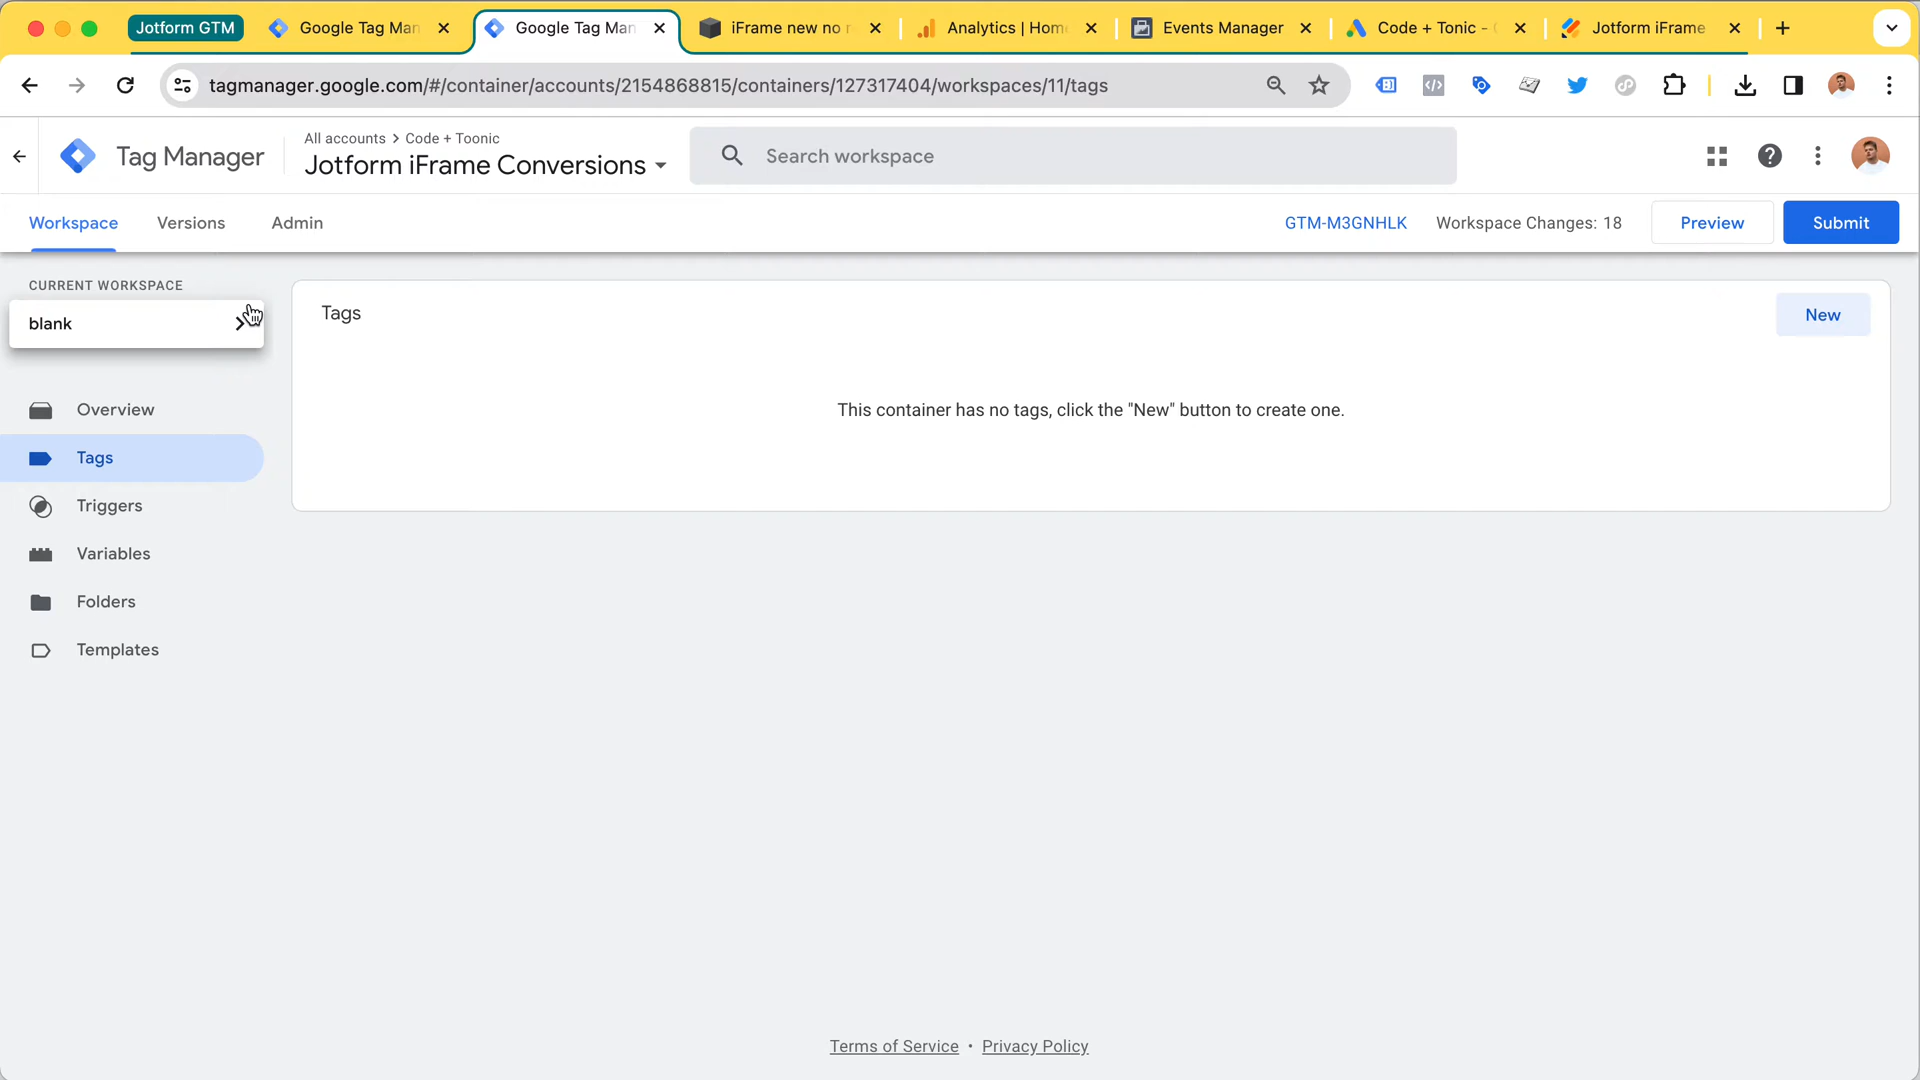 Jotform GTM
Google Tag Man
Google Tag Man
iFrame new no r
Analytics | Home
Events Manager
Code + Tonic -
Jotform iFrame
tagmanager.google.com/#/container/accounts/2154868815/containers/127317404/workspaces/11/tags
Tag Manager
All accounts > Code + Toonic
Jotform iFrame Conversions
Search workspace
Workspace
Versions
Admin
GTM-M3GNHLK
Workspace Changes: 18
Preview
Submit
CURRENT WORKSPACE
blank
Tags
New
This container has no tags, click the "New" button to create one.
Overview
Tags
Triggers
Variables
Folders
Templates
Terms of Service • Privacy Policy